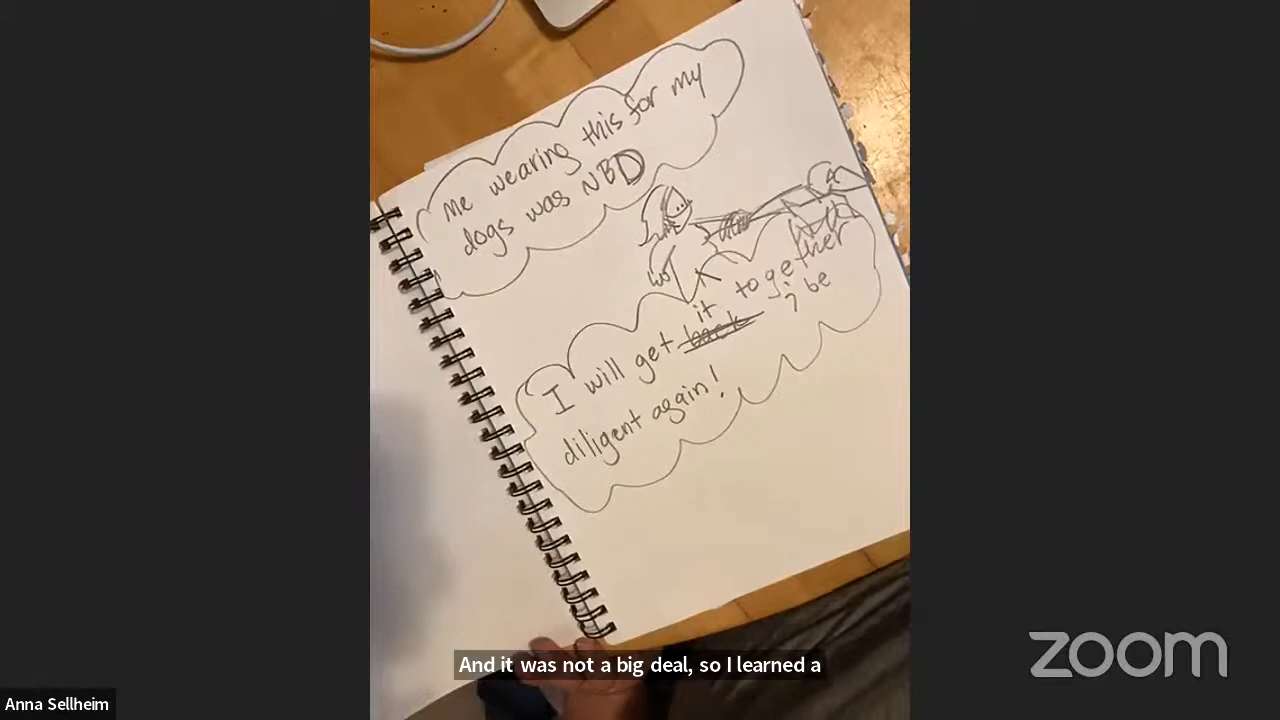 me wearing this for my
dogs was NBD
I will get it together
; be
diligent again!
And it was not a big deal, so I learned a
Anna Sellheim
zoom